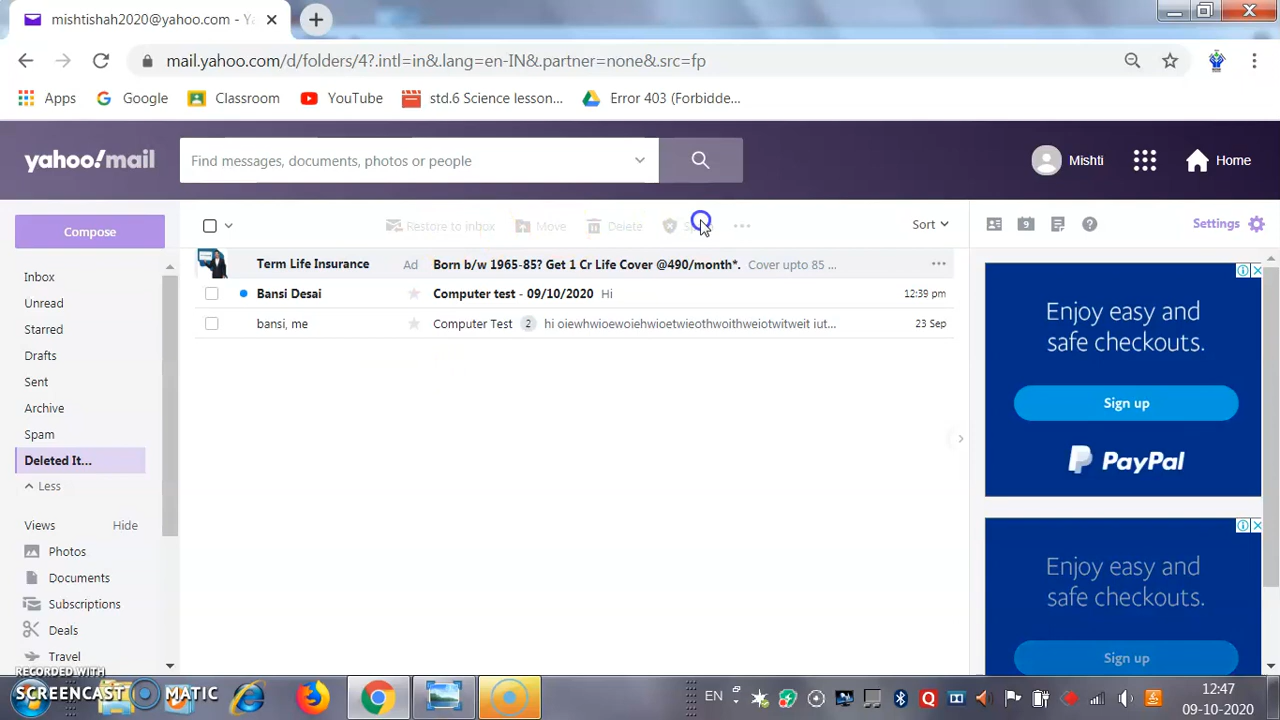 mishtishah2020@yahoo.com - Ya
mail.yahoo.com/d/folders/4?.intl=in&.lang=en-IN&.partner=none&.src=fp
Apps
Google
Classroom
YouTube
std.6 Science lesson...
Error 403 (Forbidde...
yahoo!mail
Find messages, documents, photos or people
Mishti
Home
Compose
Restore to Inbox
Move
Delete
Sort
Settings
Inbox
Unread
Starred
Drafts
Sent
Archive
Spam
Deleted It...
Less
Views
Hide
Photos
Documents
Subscriptions
Deals
Travel
Term Life Insurance Ad Born b/w 1965-85? Get 1 Cr Life Cover @490/month*. Cover upto 85 ...
Bansi Desai Computer test - 09/10/2020 Hi 12:39 pm
bansi, me Computer Test 2 hi oiewhwioewoiehwioetwieothwoithweiotwitweit iut... 23 Sep
Enjoy easy and
safe checkouts.
Sign up
PayPal
Enjoy easy and
safe checkouts.
Sign up
RECORDED WITH
SCREENCAST MATIC
EN
12:47
09-10-2020